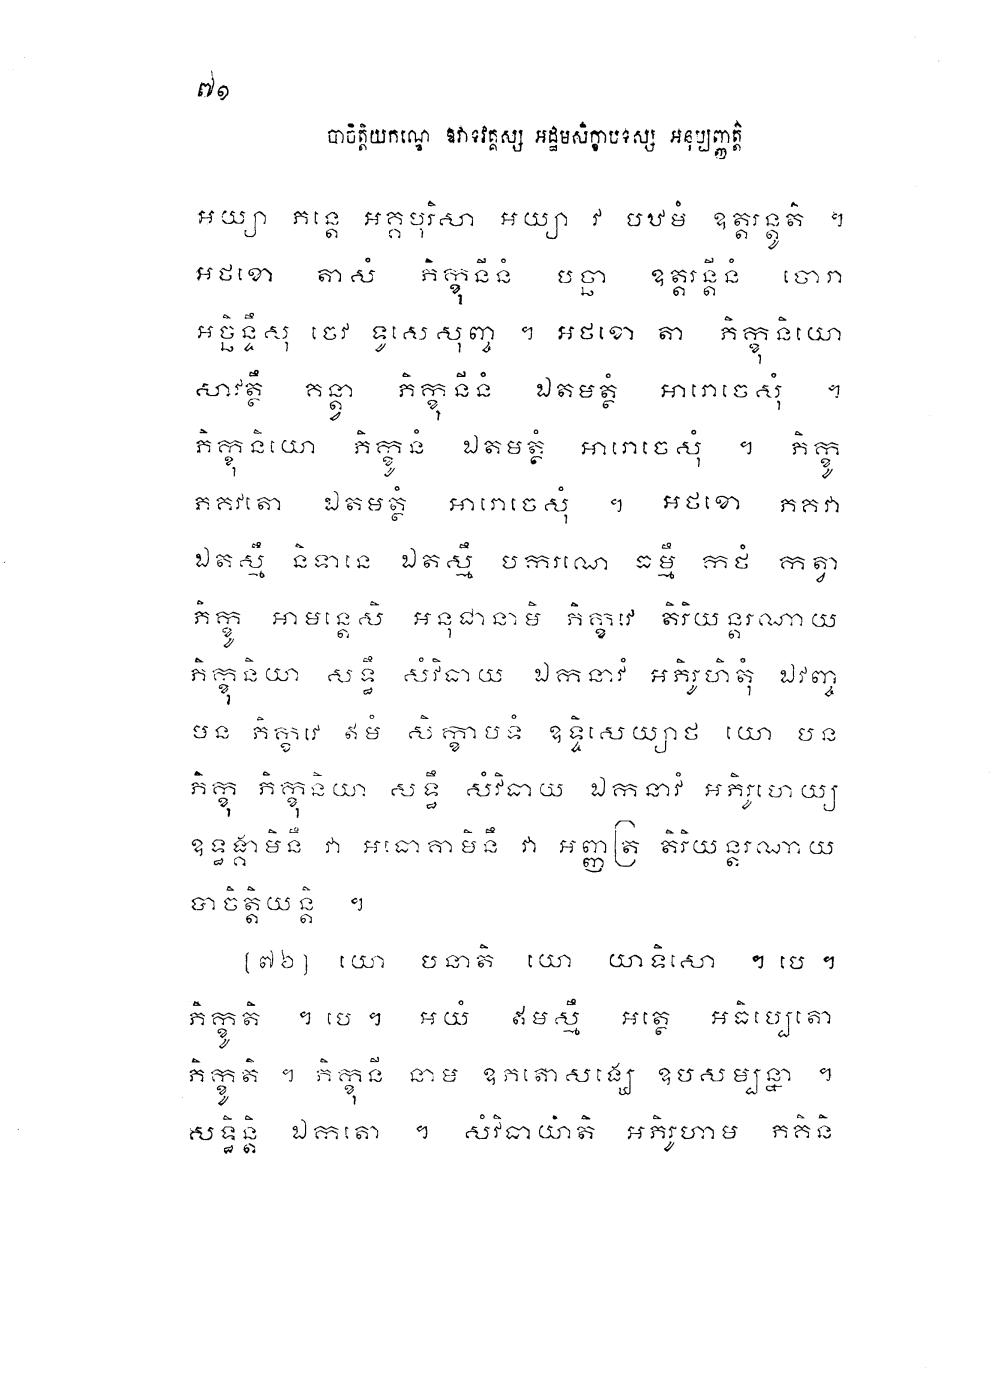 ៧១
បាចិត្តិយកណ្ឌេ ឱវាទវគ្គស្ស អដ្ឋមសិក្ខាបទស្ស អនុប្បញ្ញត្តិ
អយ្យា ភន្តេ អគ្គបុរិសា អយ្យា វ បឋមំ ឧត្តរន្តូតិ ។
អថខោ តាសំ ភិក្ខុនីនំ បច្ឆា ឧត្តរន្តីនំ ចោរា
អច្ឆិន្ទឹសុ ចេវ ទូសេសុញ្ច ។ អថខោ តា ភិក្ខុនិយោ
សាវត្ថឹ គន្ត្វា ភិក្ខុនីនំ ឯតមត្ថំ អារោចេសុំ ។
ភិក្ខុនិយោ ភិក្ខូនំ ឯតមត្ថំ អារោចេសុំ ។ ភិក្ខូ
ភគវតោ ឯតមត្ថំ អារោចេសុំ ។ អថខោ ភគវា
ឯតស្មឹ និទានេ ឯតស្មឹ បករណេ ធម្មឹ កថំ កត្វា
ភិក្ខូ អាមន្តេសិ អនុជានាមិ ភិក្ខវេ តិរិយន្តរណាយ
ភិក្ខុនិយា សទ្ធឹ សំវិធាយ ឯកនាវំ អភិរូហិតុំ ឯវញ្ច
បន ភិក្ខវេ ឥមំ សិក្ខាបទំ ឧទ្ទិសេយ្យាថ យោ បន
ភិក្ខុ ភិក្ខុនិយា សទ្ធឹ សំវិធាយ ឯកនាវំ អភិរូហេយ្យ
ឧទ្ធង្គាមិនឹ វា អធោគាមិនឹ វា អញ្ញត្រ តិរិយន្តរណាយ
បាចិត្តិយន្តិ ។
[៧៦] យោ បនាតិ យោ យាទិសោ ។ បេ ។
ភិក្ខូតិ ។ បេ ។ អយំ ឥមស្មឹ អត្ថេ អធិប្បេតោ
ភិក្ខូតិ ។ ភិក្ខុនី នាម ឧភតោសង្ឃេ ឧបសម្បន្នា ។
សទ្ធិន្តិ ឯកតោ ។ សំវិធាយាតិ អភិរូហាម ភគិនិ